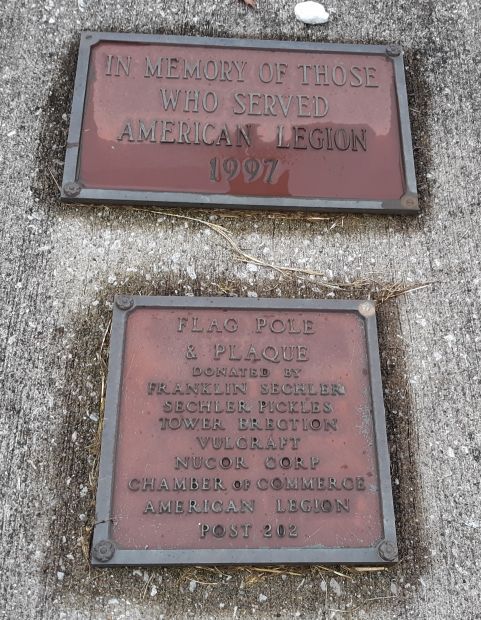 IN MEMORY OF THOSE
WHO SERVED
AMERICAN LEGION
1997
FLAG POLE
& PLAQUE
DONATED BY
FRANKLIN SECHLER
SECHLER PICKLES
TOWER ERECTION
VULCRAFT
NUCOR CORP
CHAMBER OF COMMERCE
AMERICAN LEGION
POST 202